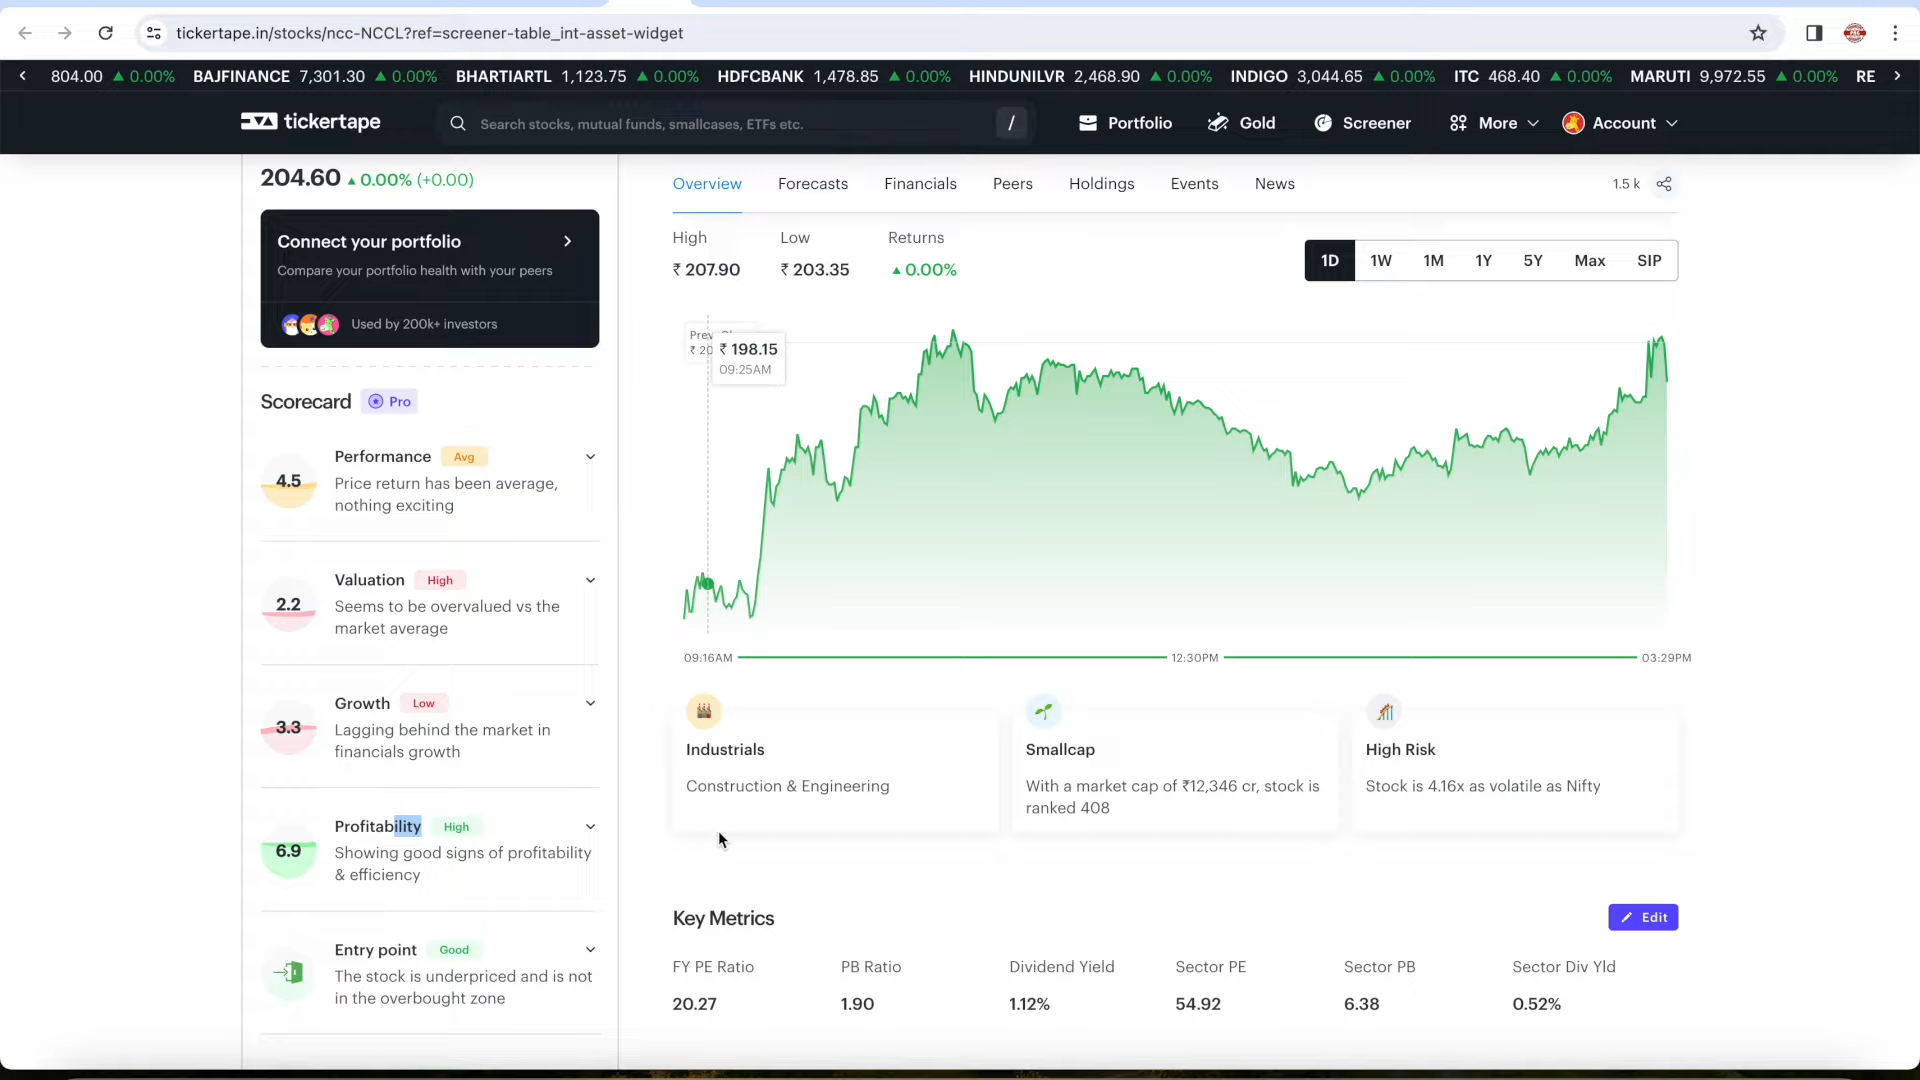 tickertape.in/stocks/ncc-NCCL?ref=screener-table_int-asset-widget
804.00 ▲ 0.00% BAJFINANCE 7,301.30 ▲ 0.00% BHARTIARTL 1,123.75 ▲ 0.00% HDFCBANK 1,478.85 ▲ 0.00% HINDUNILVR 2,468.90 ▲ 0.00% INDIGO 3,044.65 ▲ 0.00% ITC 468.40 ▲ 0.00% MARUTI 9,972.55 ▲ 0.00% RE
tickertape
Search stocks, mutual funds, smallcases, ETFs etc. /
Portfolio Gold Screener More Account
204.60 ▲ 0.00% (+0.00)
Connect your portfolio
Compare your portfolio health with your peers
Used by 200k+ investors
Scorecard Pro
Performance Avg
4.5
Price return has been average,
nothing exciting
Valuation High
2.2
Seems to be overvalued vs the
market average
Growth Low
3.3
Lagging behind the market in
financials growth
Profitability High
6.9
Showing good signs of profitability
& efficiency
Entry point Good
The stock is underpriced and is not
in the overbought zone
Overview Forecasts Financials Peers Holdings Events News 1.5 k
High Low Returns
₹ 207.90 ₹ 203.35 ▲ 0.00%
1D 1W 1M 1Y 5Y Max SIP
Prev
₹ 20
₹ 198.15
09:25AM
09:16AM 12:30PM 03:29PM
Industrials
Construction & Engineering
Smallcap
With a market cap of ₹12,346 cr, stock is
ranked 408
High Risk
Stock is 4.16x as volatile as Nifty
Key Metrics Edit
FY PE Ratio PB Ratio Dividend Yield Sector PE Sector PB Sector Div Yld
20.27 1.90 1.12% 54.92 6.38 0.52%